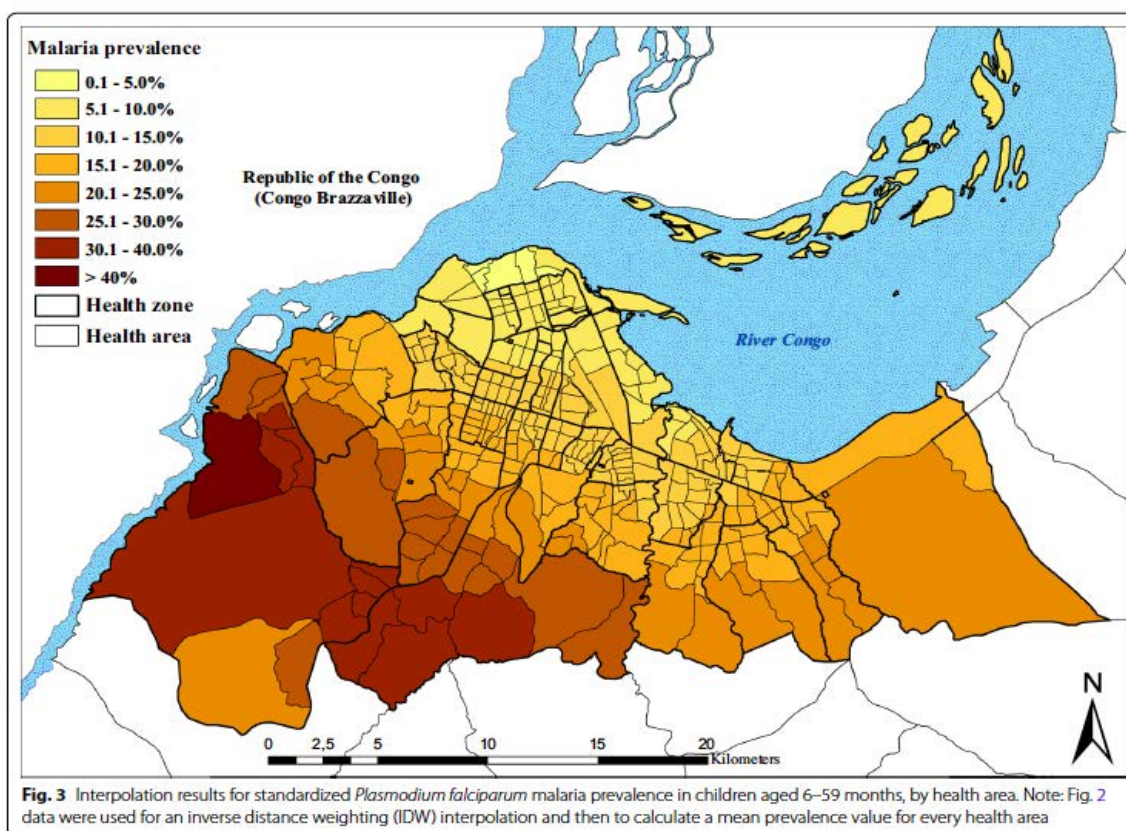 Malaria prevalence
0.1 - 5.0%
5.1 - 10.0%
10.1 - 15.0%
15.1 - 20.0%
20.1 - 25.0%
25.1 - 30.0%
30.1 - 40.0%
> 40%
Health zone
Health area
Republic of the Congo
(Congo Brazzaville)
River Congo
N
0 2,5 5 10 15 20
Kilometers
Fig. 3 Interpolation results for standardized Plasmodium falciparum malaria prevalence in children aged 6–59 months, by health area. Note: Fig. 2
data were used for an inverse distance weighting (IDW) interpolation and then to calculate a mean prevalence value for every health area